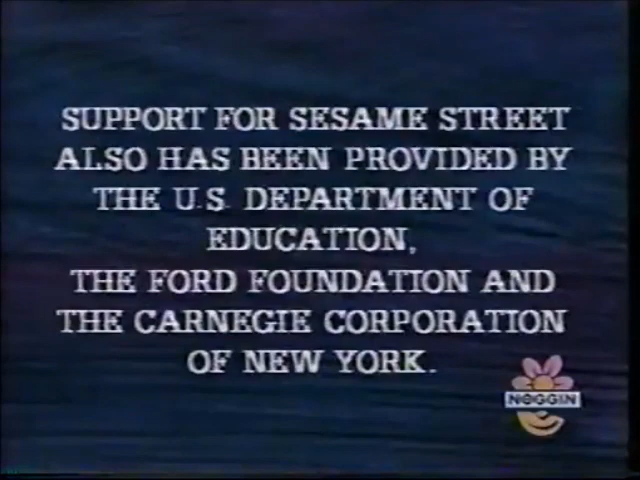 SUPPORT FOR SESAME STREET
ALSO HAS BEEN PROVIDED BY
THE U.S. DEPARTMENT OF
EDUCATION,
THE FORD FOUNDATION AND
THE CARNEGIE CORPORATION
OF NEW YORK.
NOGGIN